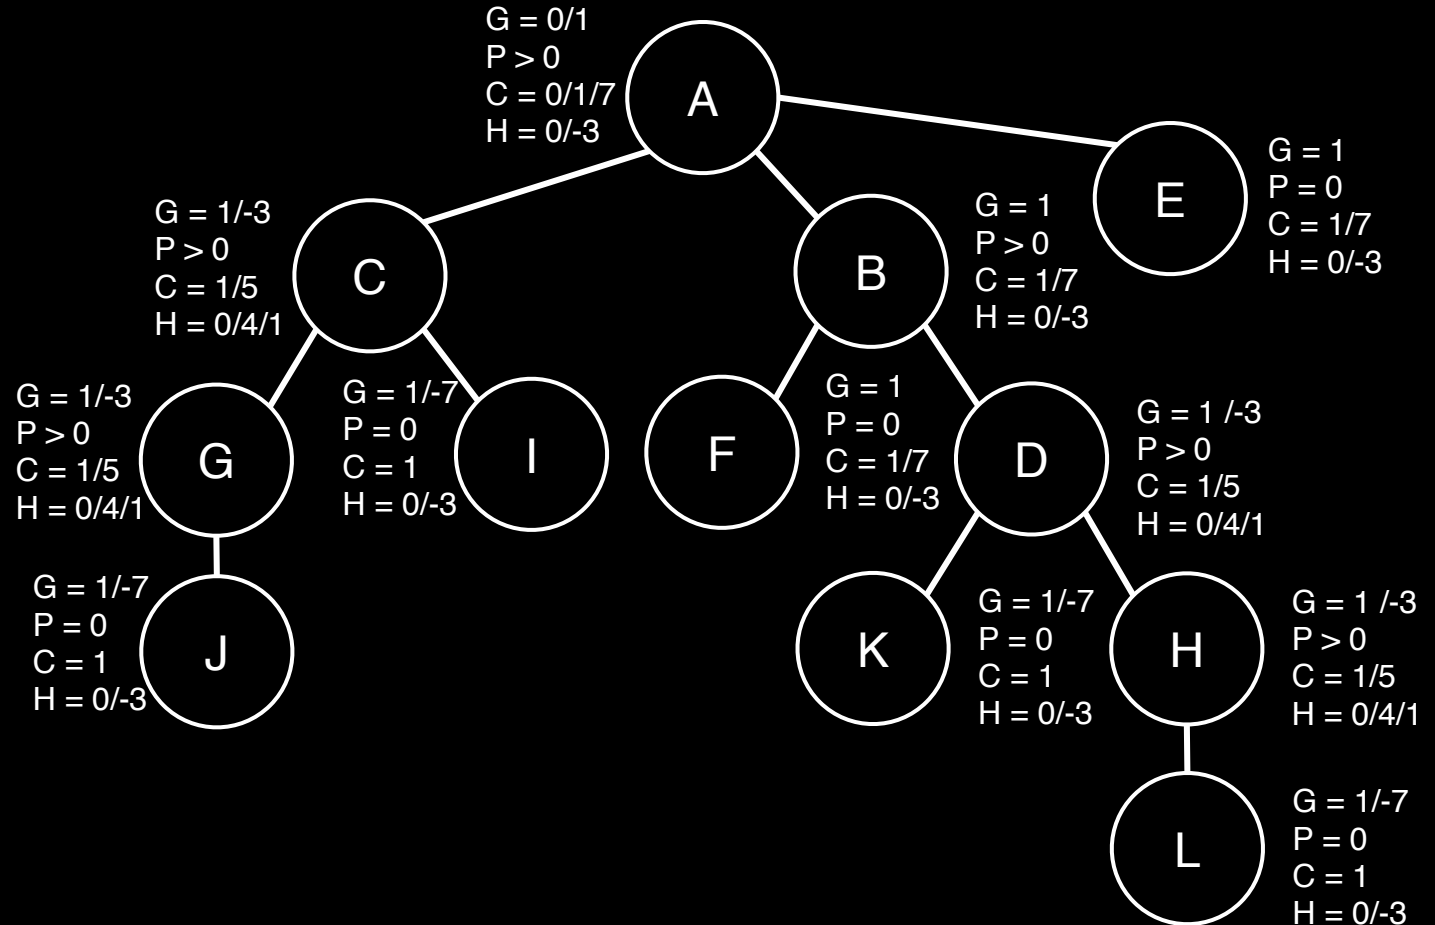 G = 0/1
P > 0
C = 0/1/7
H = 0/-3
A
G = 1
P = 0
C = 1/7
H = 0/-3
E
G = 1/-3
P > 0
C = 1/5
H = 0/4/1
C
G = 1
P > 0
C = 1/7
H = 0/-3
B
G = 1/-3
P > 0
C = 1/5
H = 0/4/1
G
G = 1/-7
P = 0
C = 1
H = 0/-3
I
F
G = 1
P = 0
C = 1/7
H = 0/-3
D
G = 1 /-3
P > 0
C = 1/5
H = 0/4/1
G = 1/-7
P = 0
C = 1
H = 0/-3
J
K
G = 1/-7
P = 0
C = 1
H = 0/-3
H
G = 1 /-3
P > 0
C = 1/5
H = 0/4/1
L
G = 1/-7
P = 0
C = 1
H = 0/-3